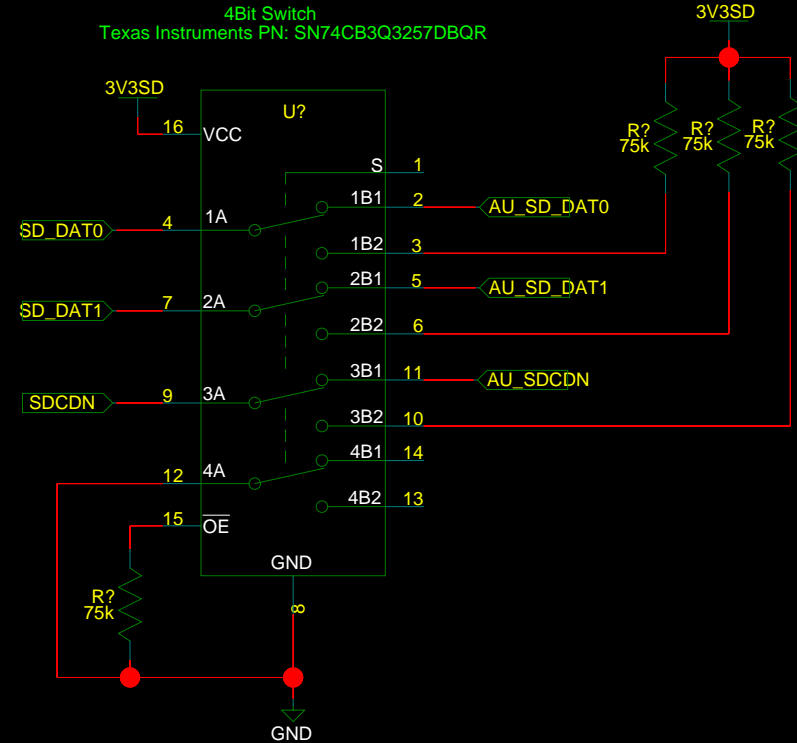 4Bit Switch
Texas Instruments PN: SN74CB3Q3257DBQR
3V3SD
3V3SD
U?
16 VCC
S 1
R?
75k
R?
75k
R?
75k
1B1 2 AU_SD_DAT0
SD_DAT0 4 1A
1B2 3
2B1 5 AU_SD_DAT1
SD_DAT1 7 2A
2B2 6
3B1 11 AU_SDCDN
SDCDN 9 3A
3B2 10
4B1 14
12 4A
4B2 13
15 OE
GND
R?
75k
8
GND